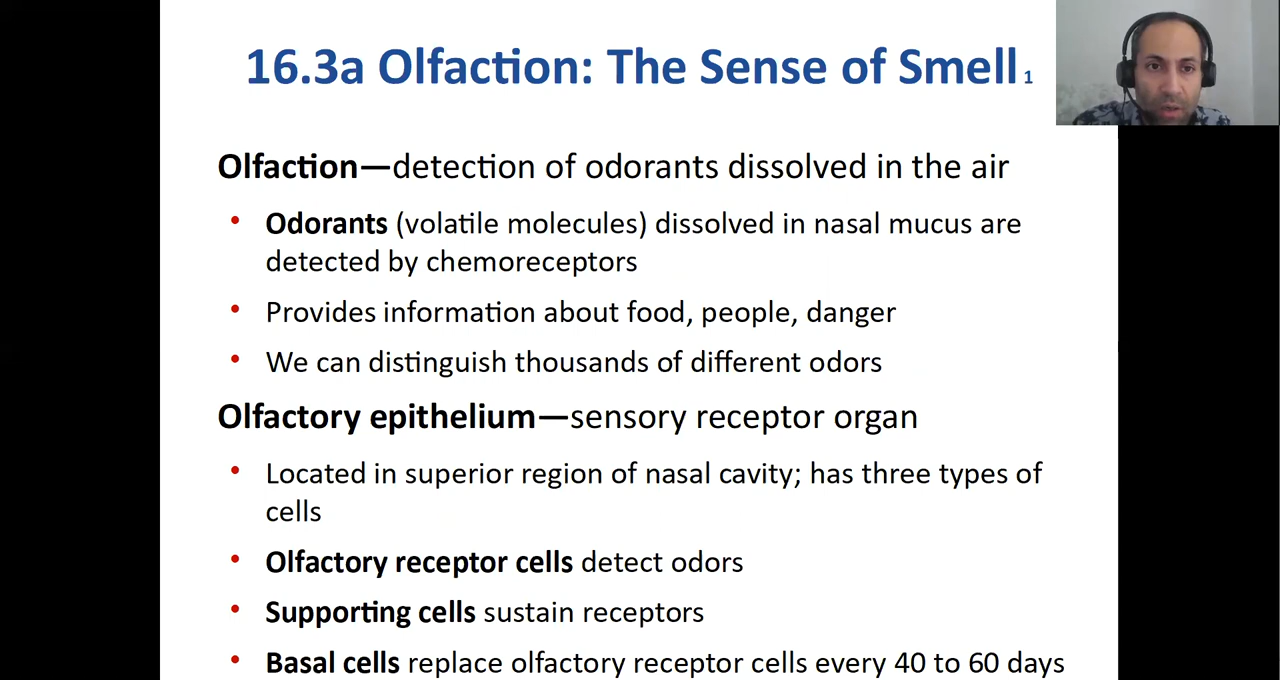 16.3a Olfaction: The Sense of Smell 1
Olfaction—detection of odorants dissolved in the air
• Odorants (volatile molecules) dissolved in nasal mucus are
detected by chemoreceptors
• Provides information about food, people, danger
• We can distinguish thousands of different odors
Olfactory epithelium—sensory receptor organ
• Located in superior region of nasal cavity; has three types of
cells
• Olfactory receptor cells detect odors
• Supporting cells sustain receptors
• Basal cells replace olfactory receptor cells every 40 to 60 days